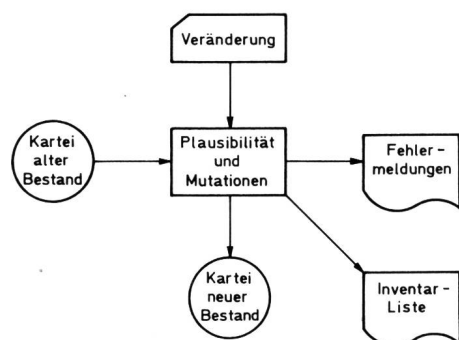 Veränderung
Kartei
alter
Bestand
Plausibilität
und
Mutationen
Fehler-
meldungen
Kartei
neuer
Bestand
Inventar-
Liste